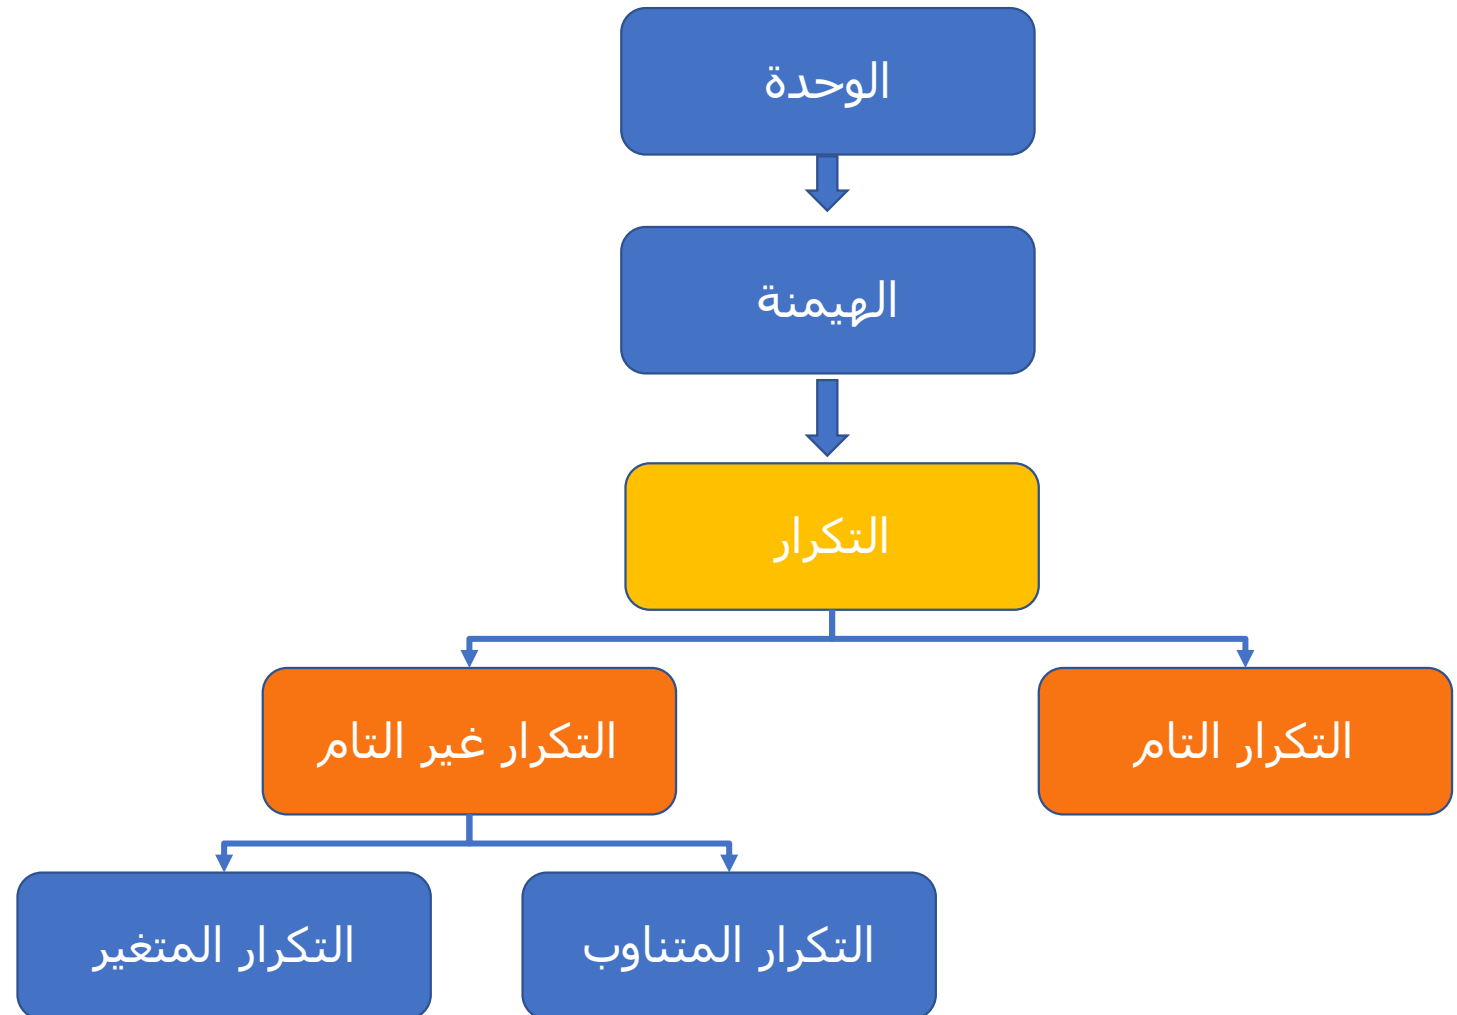 الوحدة
الهيمنة
التكرار
التكرار التام
التكرار غير التام
التكرار المتناوب
التكرار المتغير